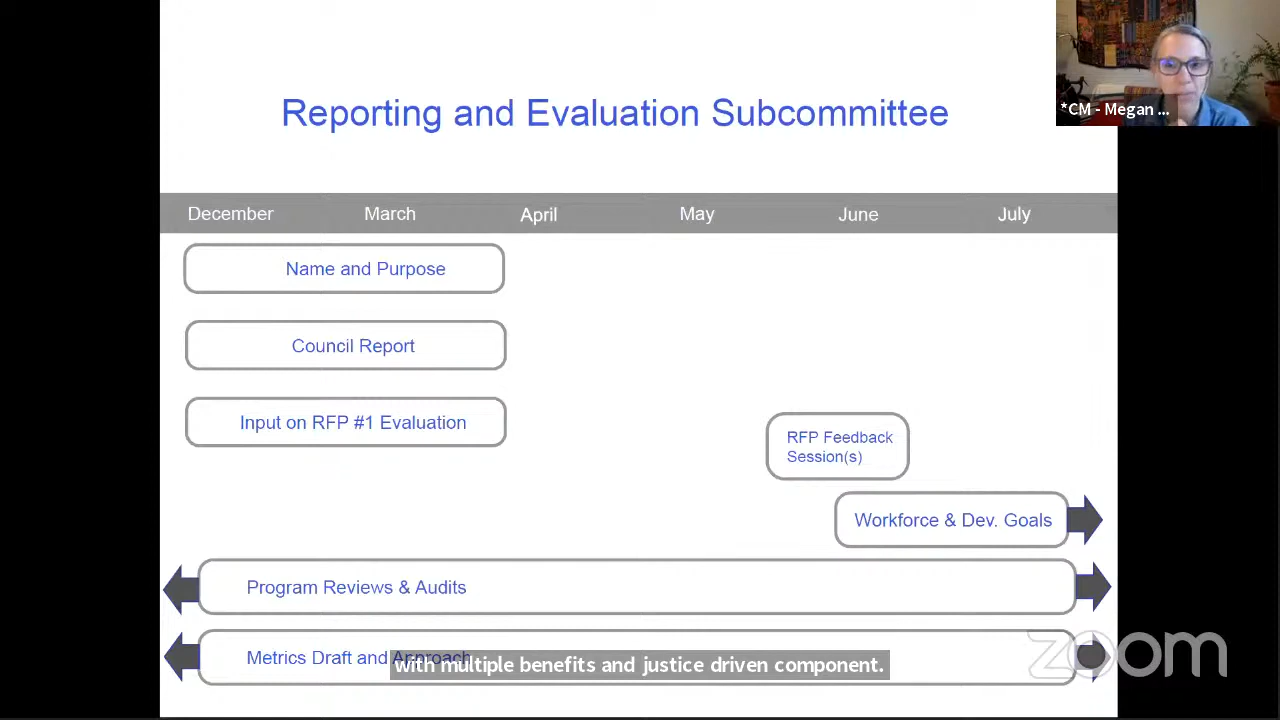 *CM - Megan ...
Reporting and Evaluation Subcommittee
December March April May June July
Name and Purpose
Council Report
Input on RFP #1 Evaluation
RFP Feedback
Session(s)
Workforce & Dev. Goals
Program Reviews & Audits
Metrics Draft and Approach
with multiple benefits and justice driven component.
zoom